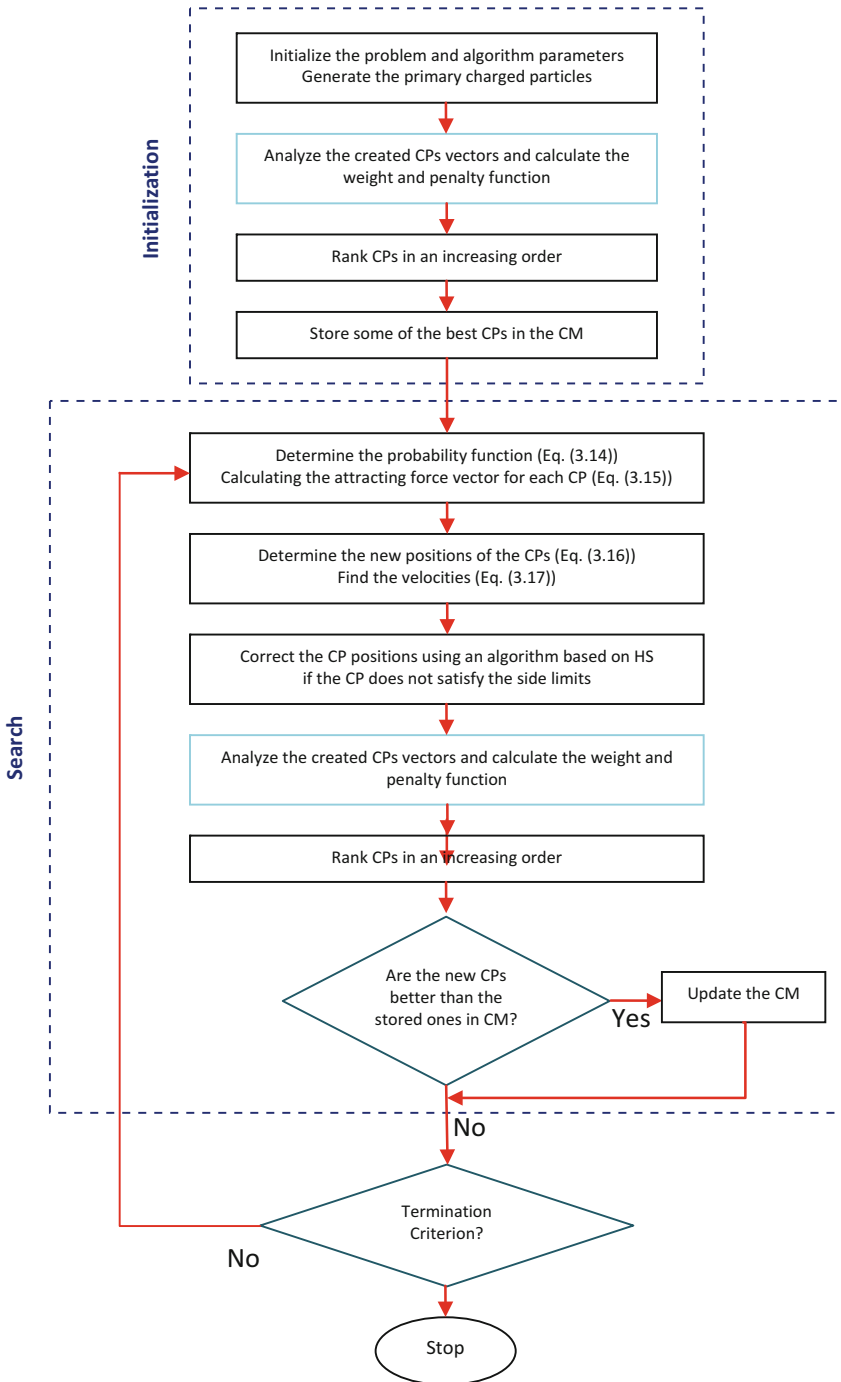 Initialization
Initialize the problem and algorithm parameters
Generate the primary charged particles
Analyze the created CPs vectors and calculate the
weight and penalty function
Rank CPs in an increasing order
Store some of the best CPs in the CM
Search
Determine the probability function (Eq. (3.14))
Calculating the attracting force vector for each CP (Eq. (3.15))
Determine the new positions of the CPs (Eq. (3.16))
Find the velocities (Eq. (3.17))
Correct the CP positions using an algorithm based on HS
if the CP does not satisfy the side limits
Analyze the created CPs vectors and calculate the weight and
penalty function
Rank CPs in an increasing order
Are the new CPs
better than the
stored ones in CM?
Yes
Update the CM
No
Termination
Criterion?
No
Stop